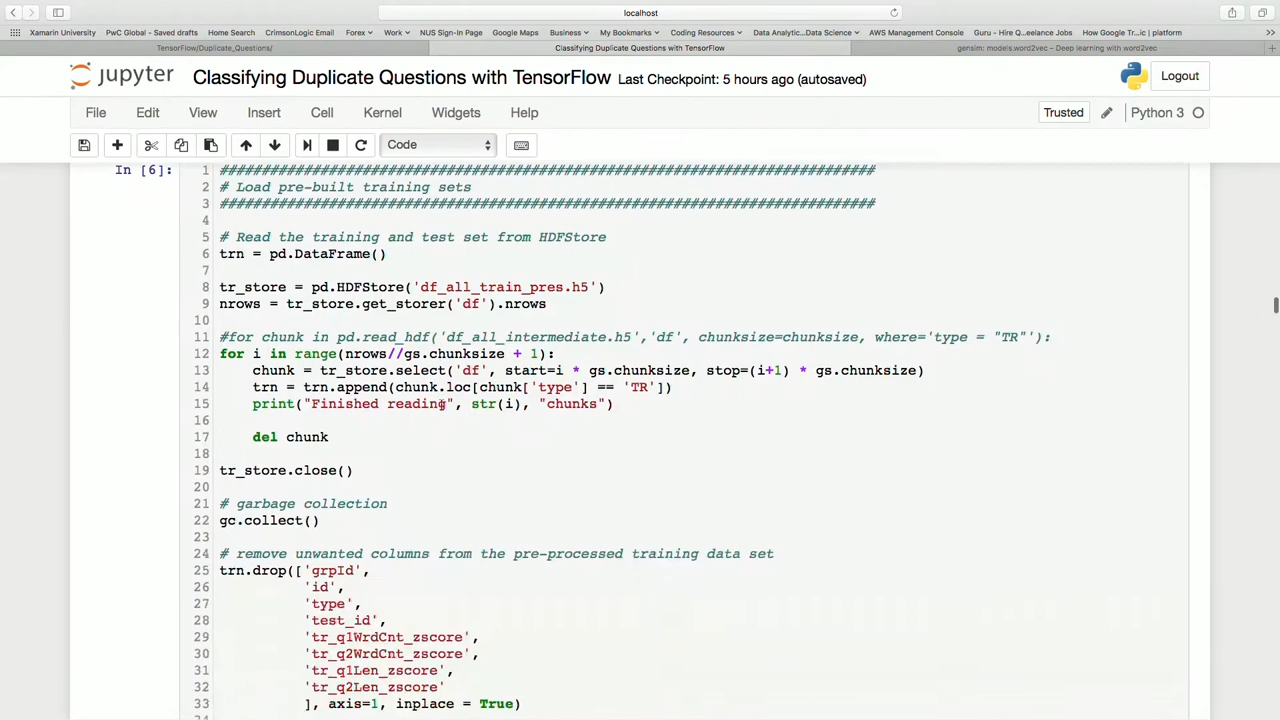 localhost
Xamarin University PwC Global - Saved drafts Home Search CrimsonLogic Email Forex Work NUS Sign-In Page Google Maps Business My Bookmarks Coding Resources Data Analytic...Data Science AWS Management Console Guru - Hire Q...eelance Jobs How Google Tr...ic | platform >>
TensorFlow/Duplicate_Questions/ Classifying Duplicate Questions with TensorFlow gensim: models.word2vec – Deep learning with word2vec
jupyter Classifying Duplicate Questions with TensorFlow Last Checkpoint: 5 hours ago (autosaved) Logout
File Edit View Insert Cell Kernel Widgets Help Trusted Python 3
Code
In [6]: 1 ##############################################################################
2 # Load pre-built training sets
3 ##############################################################################
4
5 # Read the training and test set from HDFStore
6 trn = pd.DataFrame()
7
8 tr_store = pd.HDFStore('df_all_train_pres.h5')
9 nrows = tr_store.get_storer('df').nrows
10
11 #for chunk in pd.read_hdf('df_all_intermediate.h5','df', chunksize=chunksize, where='type = "TR"'):
12 for i in range(nrows//gs.chunksize + 1):
13 chunk = tr_store.select('df', start=i * gs.chunksize, stop=(i+1) * gs.chunksize)
14 trn = trn.append(chunk.loc[chunk['type'] == 'TR'])
15 print("Finished reading", str(i), "chunks")
16
17 del chunk
18
19 tr_store.close()
20
21 # garbage collection
22 gc.collect()
23
24 # remove unwanted columns from the pre-processed training data set
25 trn.drop(['grpId',
26 'id',
27 'type',
28 'test_id',
29 'tr_q1WrdCnt_zscore',
30 'tr_q2WrdCnt_zscore',
31 'tr_q1Len_zscore',
32 'tr_q2Len_zscore'
33 ], axis=1, inplace = True)